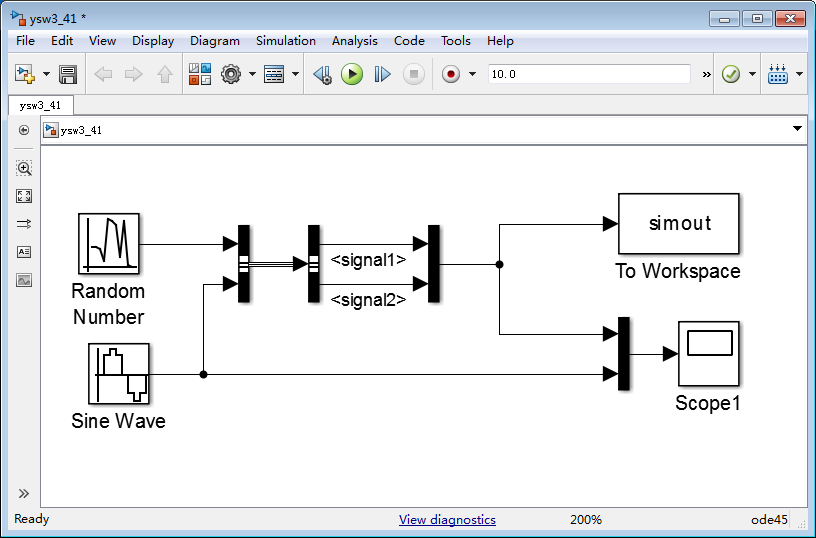 ysw3_41 *
File Edit View Display Diagram Simulation Analysis Code Tools Help
10.0 »
ysw3_41
ysw3_41
simout
To Workspace
<signal1>
<signal2>
Random
Number
Sine Wave
Scope1
Ready View diagnostics 200% ode45